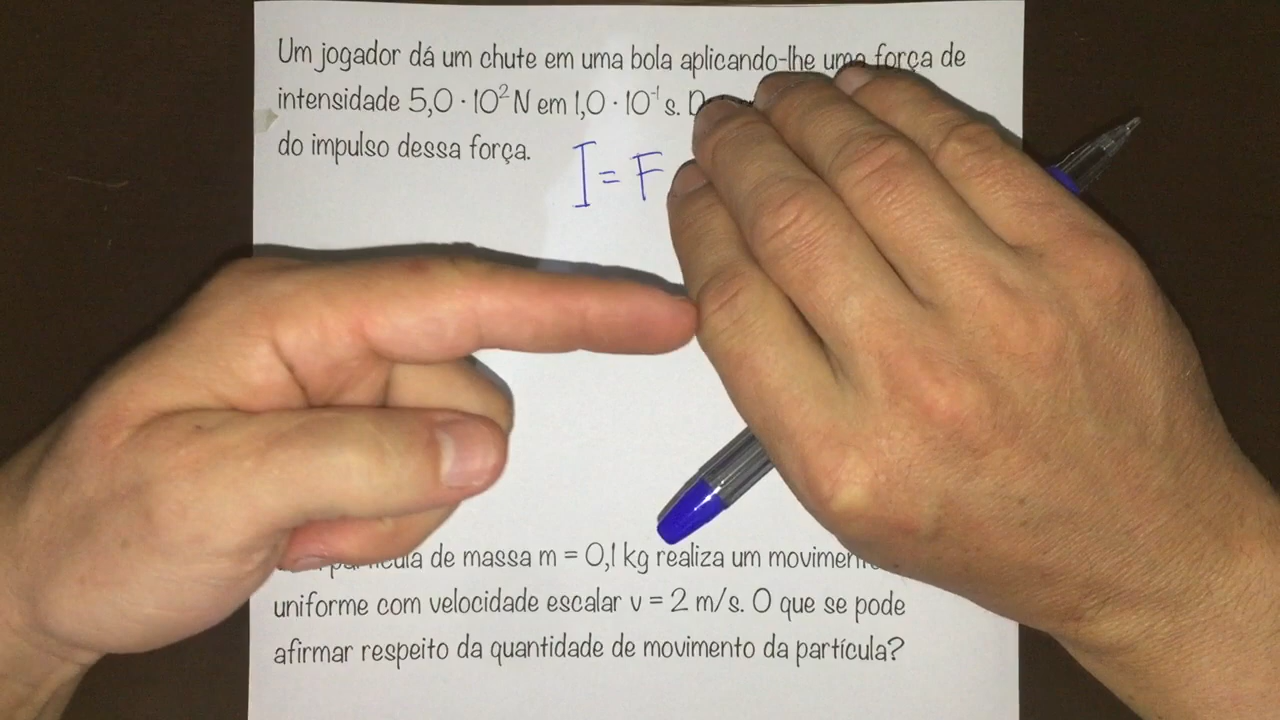 Um jogador dá um chute em uma bola aplicando-lhe uma força de
intensidade 5,0 · 10² N em 1,0 · 10⁻¹ s.
do impulso dessa força.
I = F
de massa m = 0,1 kg realiza um
uniforme com velocidade escalar v = 2 m/s. O que se pode
afirmar respeito da quantidade de movimento da partícula?